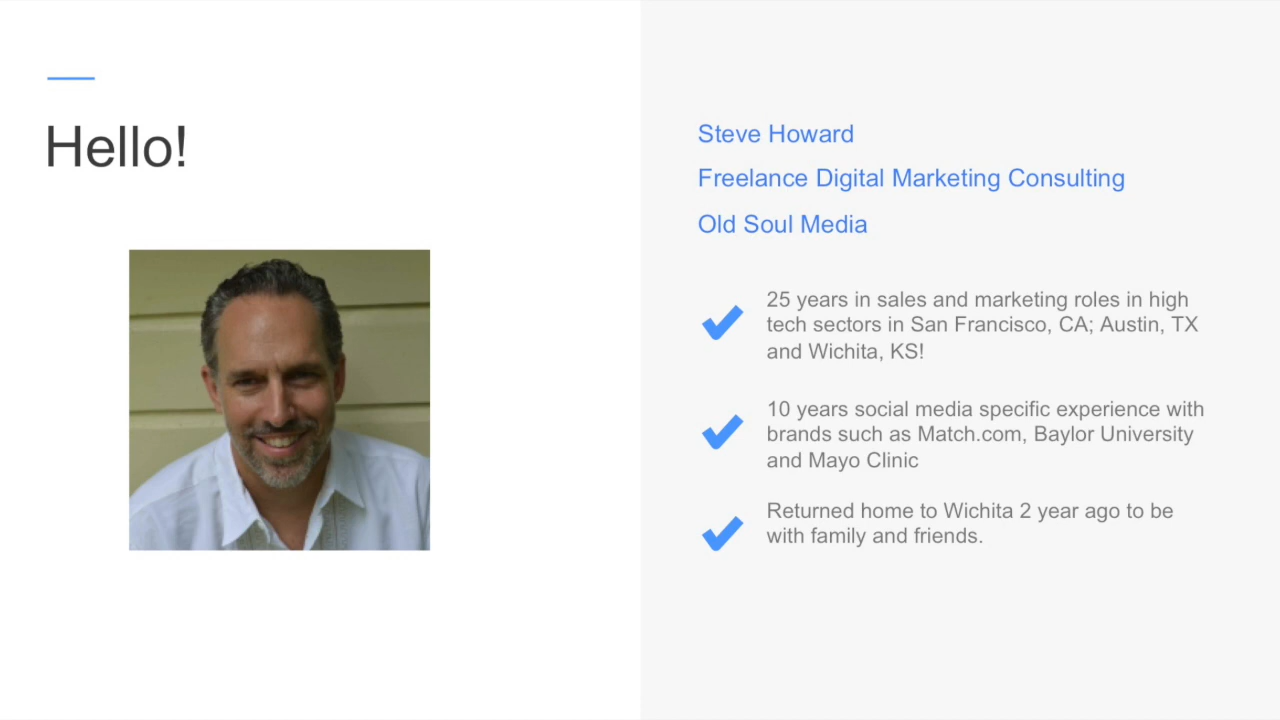 Hello!
Steve Howard
Freelance Digital Marketing Consulting
Old Soul Media
25 years in sales and marketing roles in high
tech sectors in San Francisco, CA; Austin, TX
and Wichita, KS!
10 years social media specific experience with
brands such as Match.com, Baylor University
and Mayo Clinic
Returned home to Wichita 2 year ago to be
with family and friends.